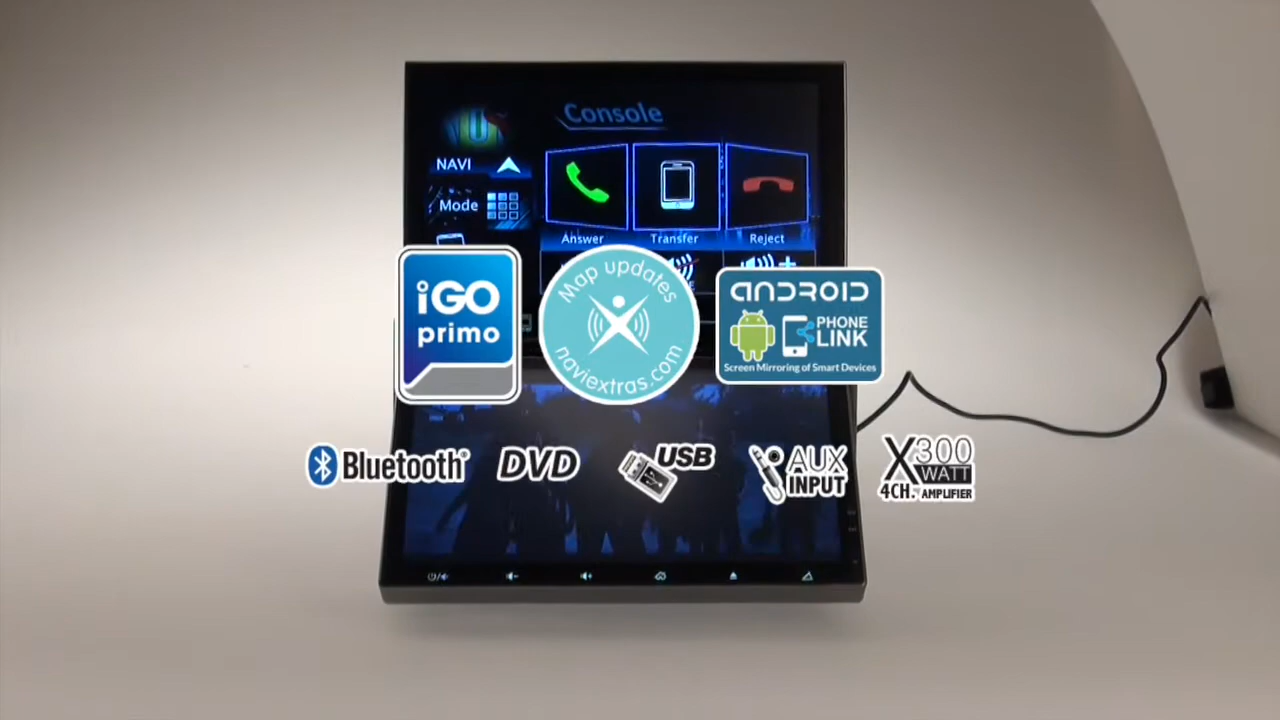 Console
NAVI
Mode
Answer
Transfer
Reject
iGO
primo
Map updates
naviextras.com
ANDROID
PHONE
LINK
Screen Mirroring of Smart Devices
Bluetooth
DVD
USB
AUX
INPUT
X300
WATT
4CH. AMPLIFIER